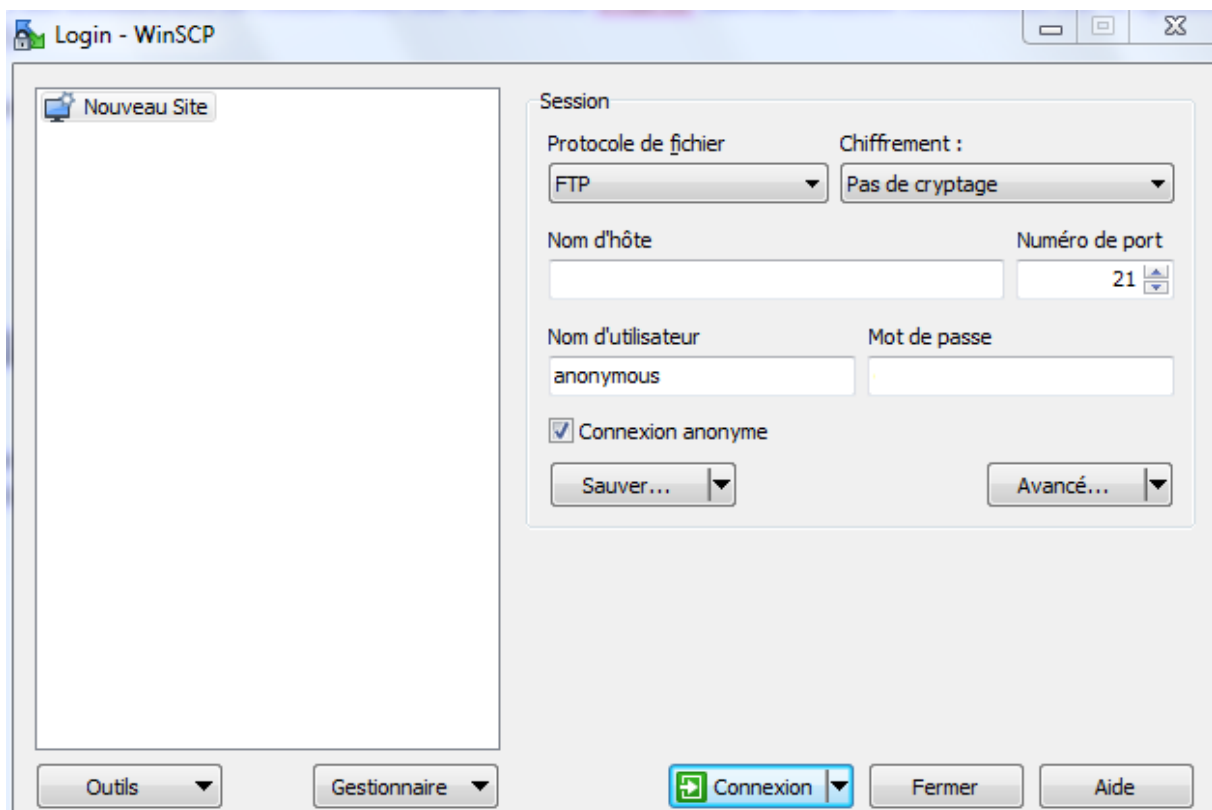 Login - WinSCP
Nouveau Site
Session
Protocole de fichier
Chiffrement :
FTP
Pas de cryptage
Nom d'hôte
Numéro de port
21
Nom d'utilisateur
Mot de passe
anonymous
Connexion anonyme
Sauver...
Avancé...
Outils
Gestionnaire
Connexion
Fermer
Aide